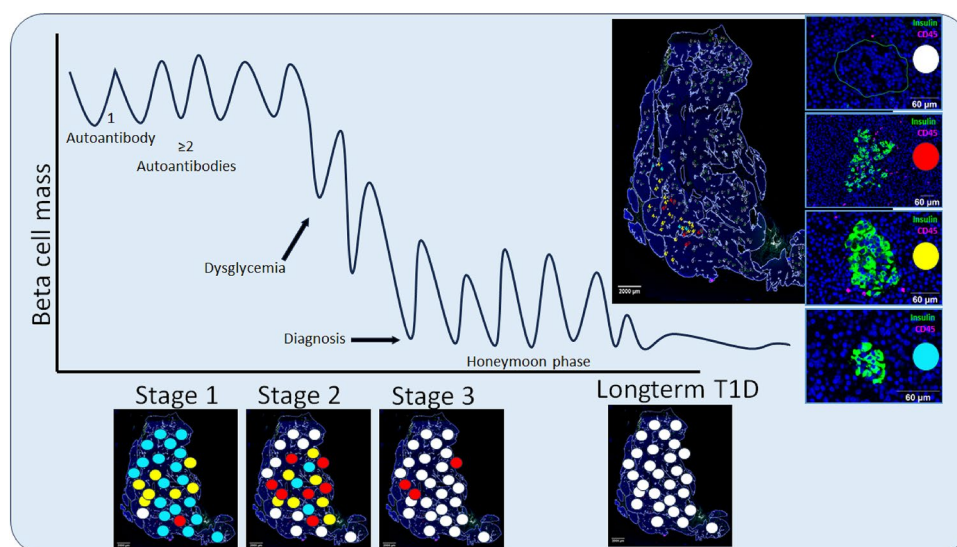 Beta cell mass
1
Autoantibody
≥2
Autoantibodies
Dysglycemia
Diagnosis
Honeymoon phase
2000 µm
Insulin
CD45
60 µm
Insulin
CD45
60 µm
Insulin
CD45
60 µm
Insulin
CD45
60 µm
Stage 1
Stage 2
Stage 3
Longterm T1D